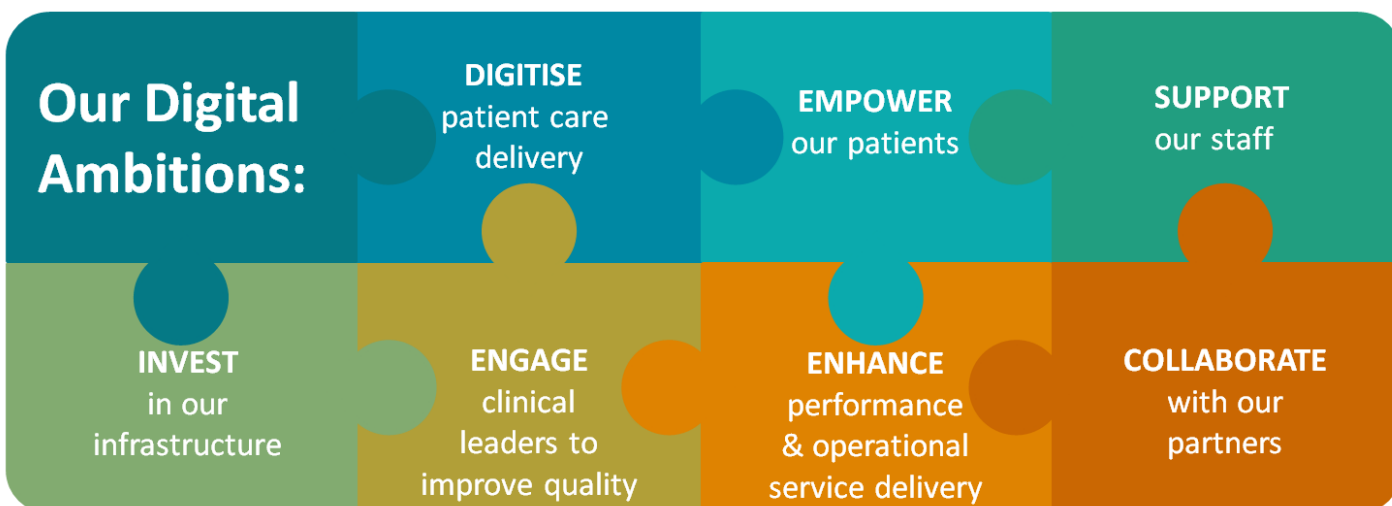 Our Digital
Ambitions:
DIGITISE
patient care
delivery
EMPOWER
our patients
SUPPORT
our staff
INVEST
in our
infrastructure
ENGAGE
clinical
leaders to
improve quality
ENHANCE
performance
& operational
service delivery
COLLABORATE
with our
partners